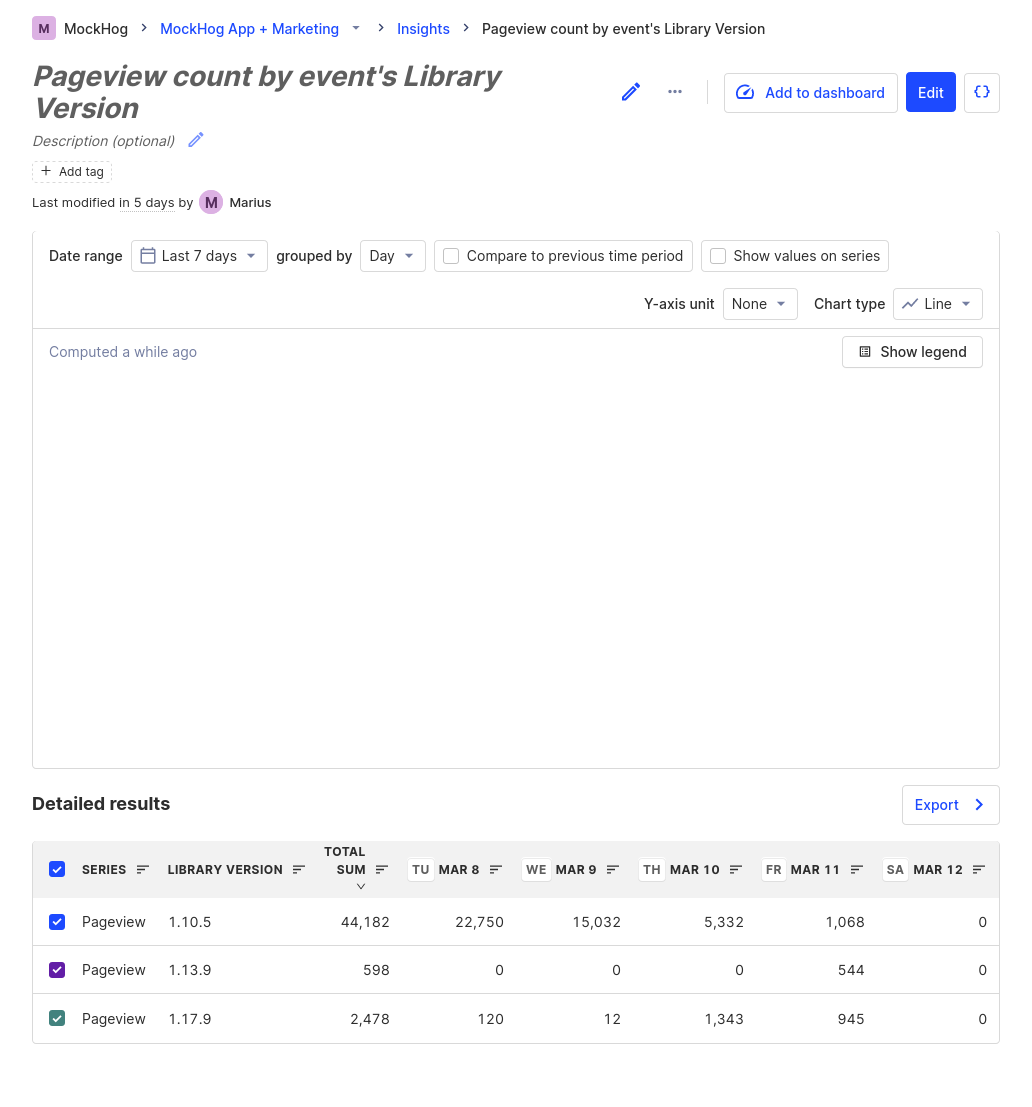 M MockHog MockHog App + Marketing Insights Pageview count by event's Library Version
Pageview count by event's Library
Version
Add to dashboard Edit {}
Description (optional)
+ Add tag
Last modified in 5 days by M Marius
Date range Last 7 days grouped by Day Compare to previous time period Show values on series
Y-axis unit None Chart type Line
Computed a while ago Show legend
Detailed results Export
SERIES LIBRARY VERSION TOTAL SUM TU MAR 8 WE MAR 9 TH MAR 10 FR MAR 11 SA MAR 12
Pageview 1.10.5 44,182 22,750 15,032 5,332 1,068 0
Pageview 1.13.9 598 0 0 0 544 0
Pageview 1.17.9 2,478 120 12 1,343 945 0